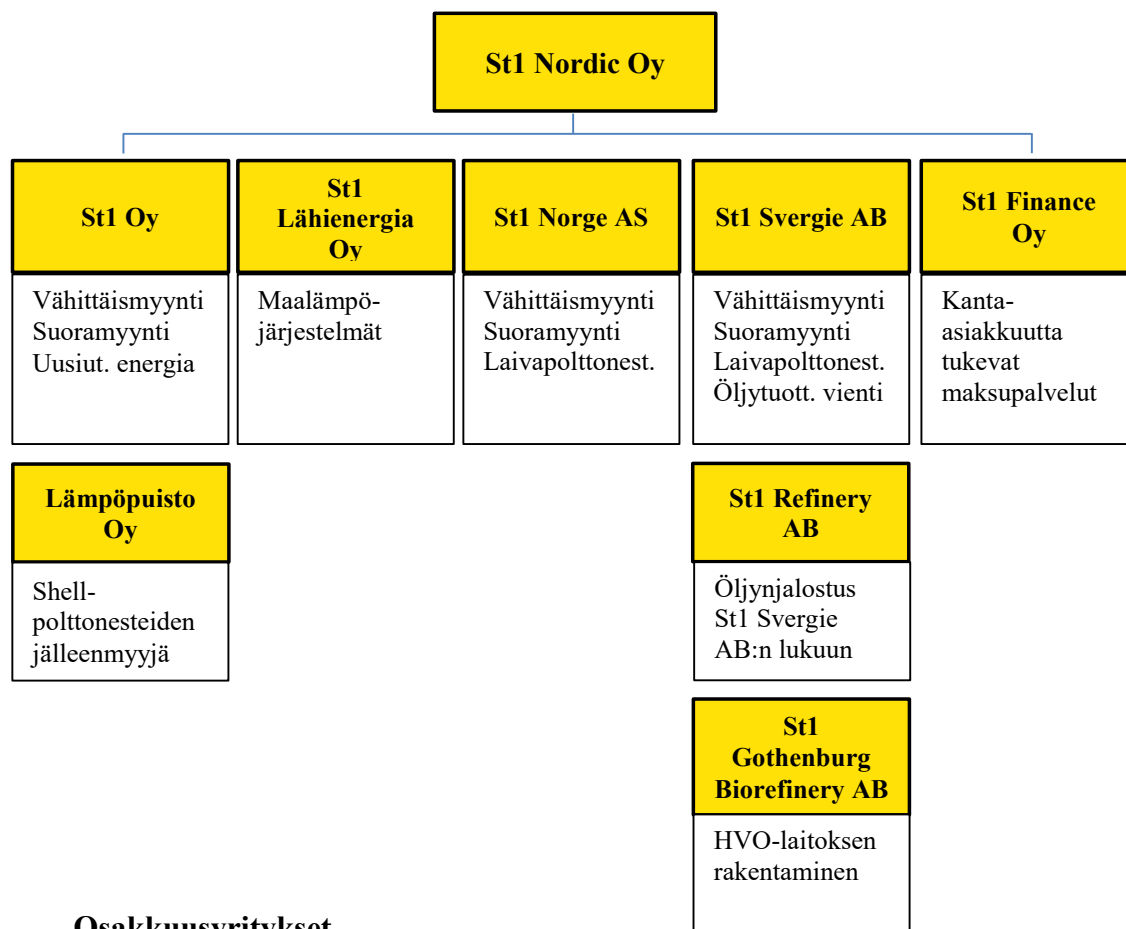 St1 Nordic Oy
St1 Oy
Vähittäismyynti
Suoramyynti
Uusiut. energia
St1
Lähienergia
Oy
Maalämpö-
järjestelmät
St1 Norge AS
Vähittäismyynti
Suoramyynti
Laivapolttonest.
St1 Svergie AB
Vähittäismyynti
Suoramyynti
Laivapolttonest.
Öljytuott. vienti
St1 Finance
Oy
Kanta-
asiakkuutta
tukevat
maksupalvelut
Lämpöpuisto
Oy
Shell-
polttonesteiden
jälleenmyyjä
St1 Refinery
AB
Öljynjalostus
St1 Svergie
AB:n lukuun
St1
Gothenburg
Biorefinery AB
HVO-laitoksen
rakentaminen
Osakkuusyritykset